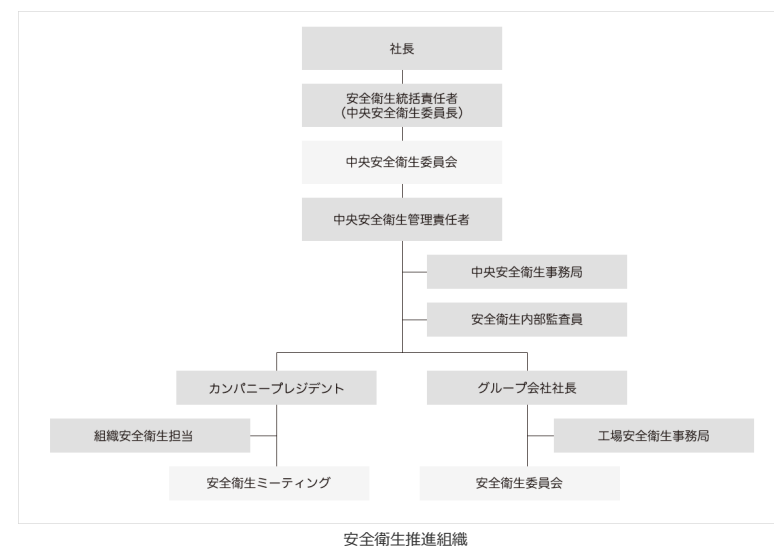 社長
安全衛生統括責任者
（中央安全衛生委員長）
中央安全衛生委員会
中央安全衛生管理責任者
中央安全衛生事務局
安全衛生内部監査員
カンパニープレジデント
グループ会社社長
組織安全衛生担当
工場安全衛生事務局
安全衛生ミーティング
安全衛生委員会
安全衛生推進組織